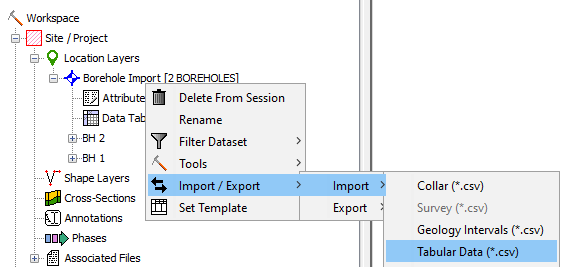 Workspace
Site / Project
Location Layers
Borehole Import [2 BOREHOLES]
Attribute
Data Tab
BH 2
BH 1
Shape Layers
Cross-Sections
Annotations
Phases
Associated Files
Delete From Session
Rename
Filter Dataset
Tools
Import / Export
Set Template
Import
Export
Collar (*.csv)
Survey (*.csv)
Geology Intervals (*.csv)
Tabular Data (*.csv)